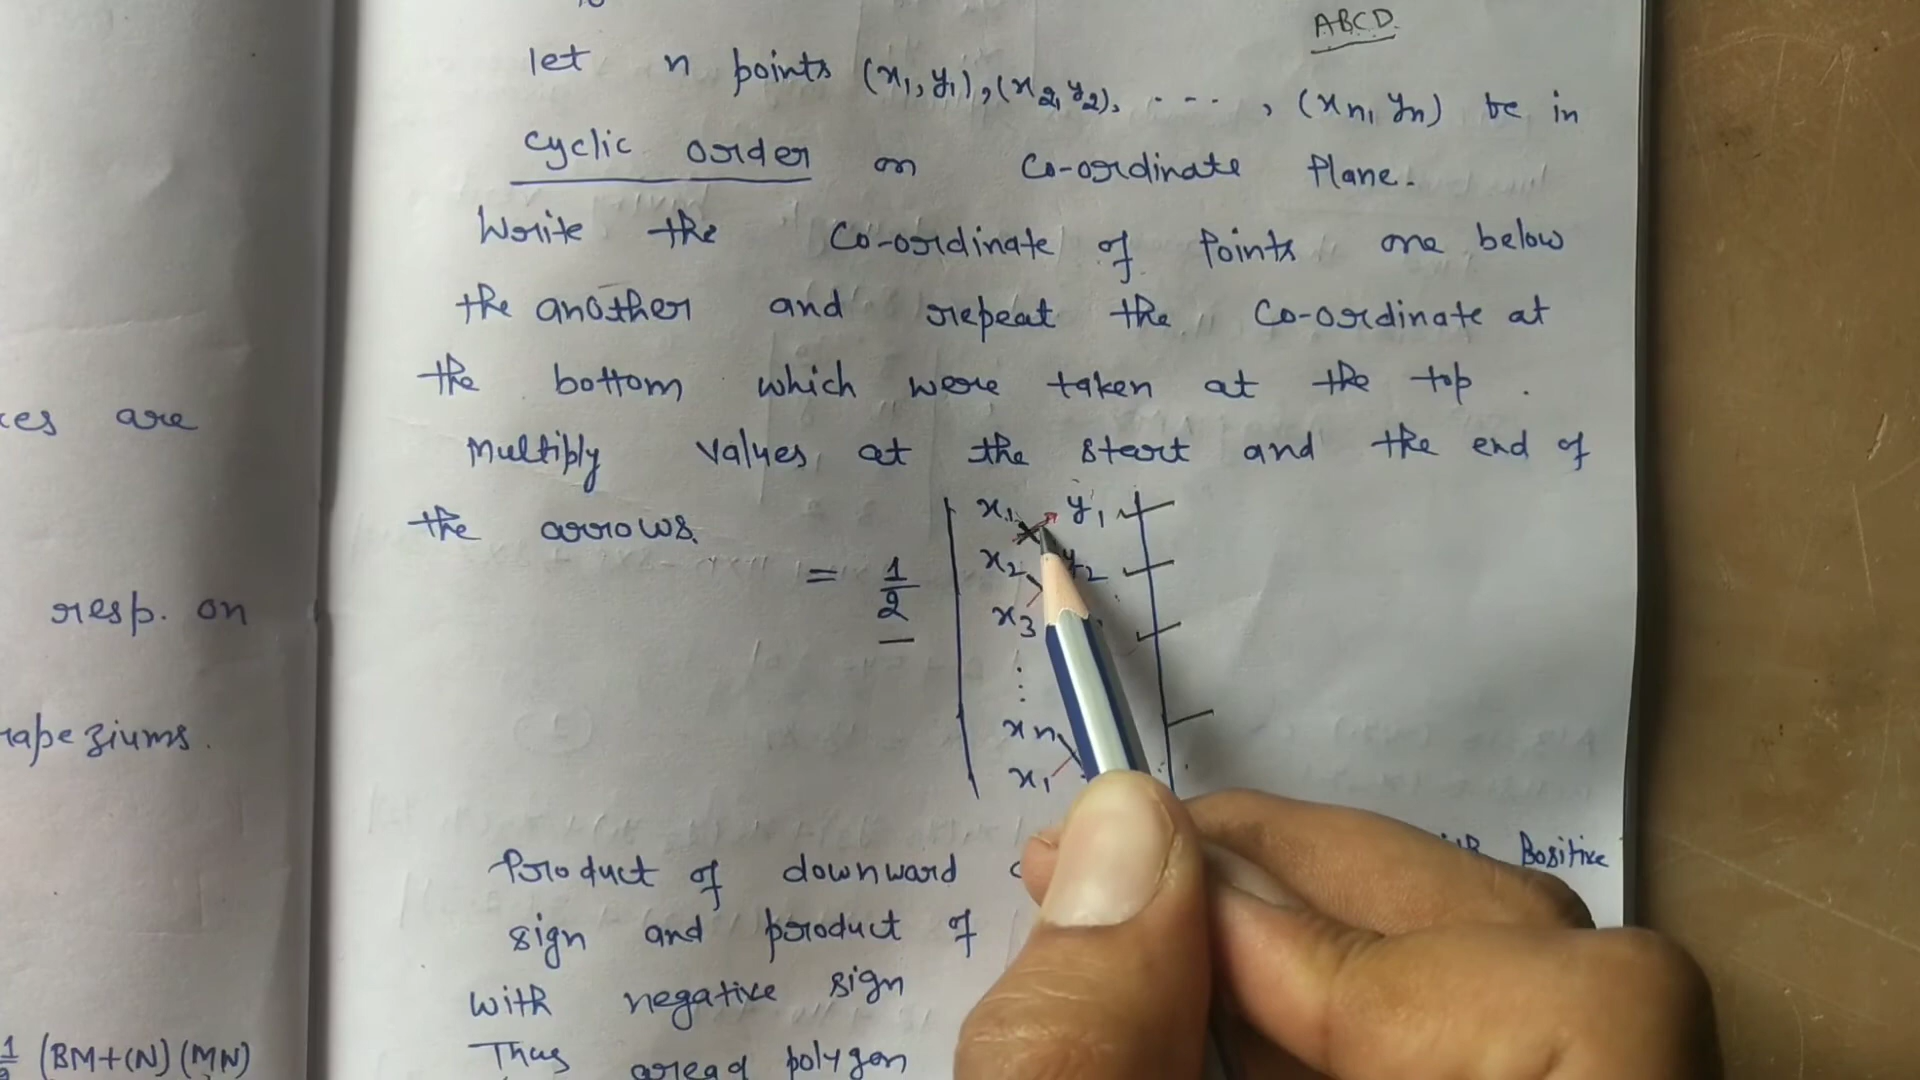 ABCD
let n points (x1, y1), (x2, y2), ---- , (xn, yn) be in
cyclic order on Co-ordinate Plane.
Write the Co-ordinate of Points one below
the another and repeat the Co-ordinate at
the bottom which were taken at the top.
Multiply values at the start and the end of
the arrows.
= 1/2
x1 y1
x2 y2
x3
⋮
xn
x1
Product of downward Positive
sign and product of
with negative sign
Thus polygon
are
resp. on
1/2 (BM+CN) (MN)